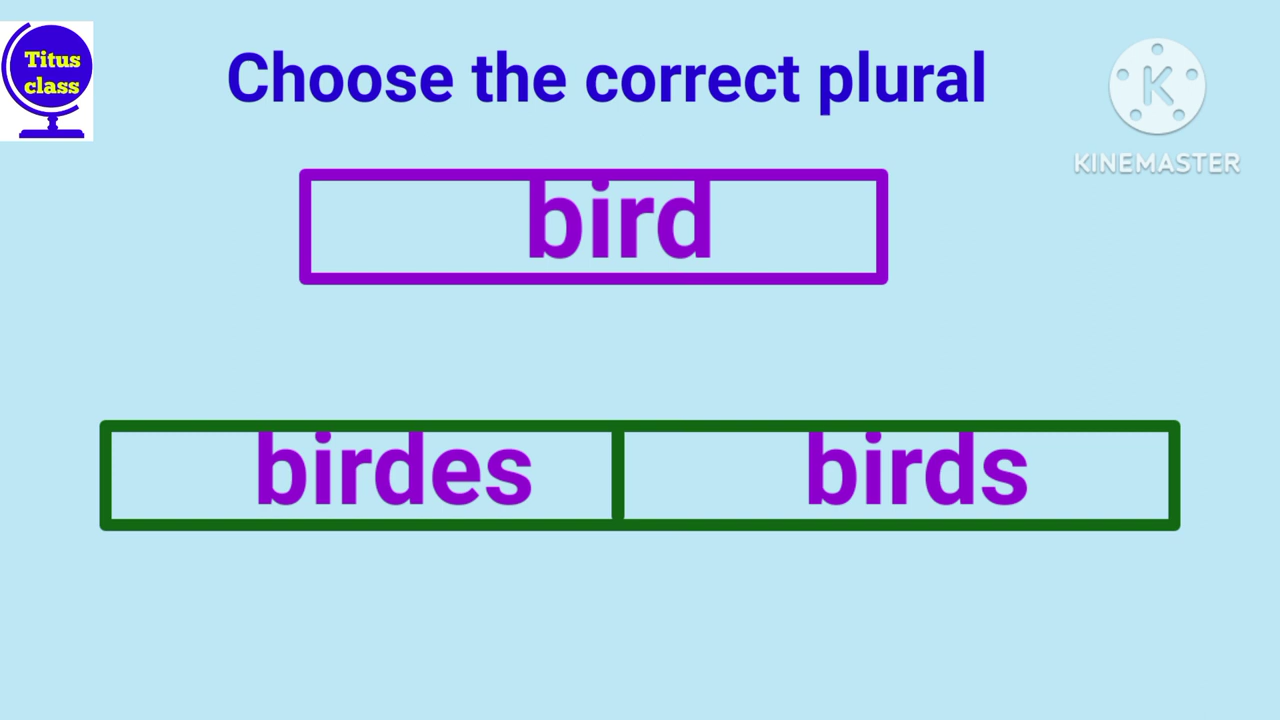 Titus
class
Choose the correct plural
K
KINEMASTER
bird
birdes birds